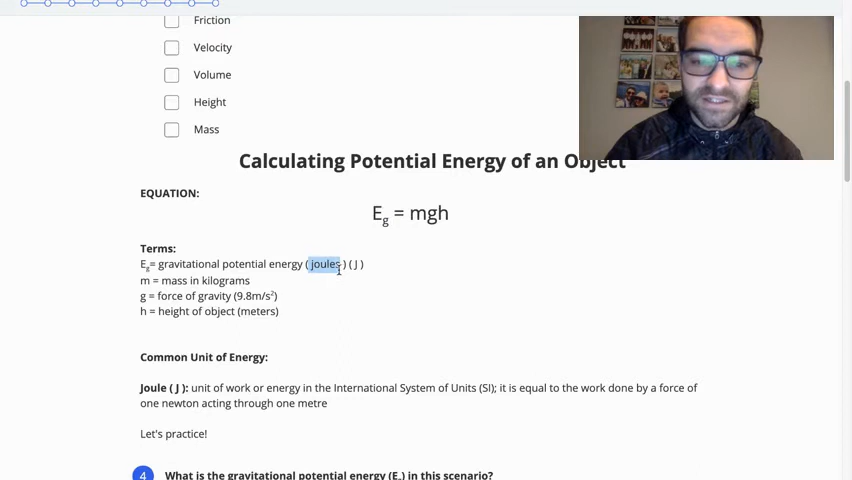 Friction
Velocity
Volume
Height
Mass
Calculating Potential Energy of an Object
EQUATION:
Eg = mgh
Terms:
Eg= gravitational potential energy ( joules ) ( J )
m = mass in kilograms
g = force of gravity (9.8m/s²)
h = height of object (meters)
Common Unit of Energy:
Joule ( J ): unit of work or energy in the International System of Units (SI); it is equal to the work done by a force of
one newton acting through one metre
Let's practice!
4 What is the gravitational potential energy (Eg) in this scenario?